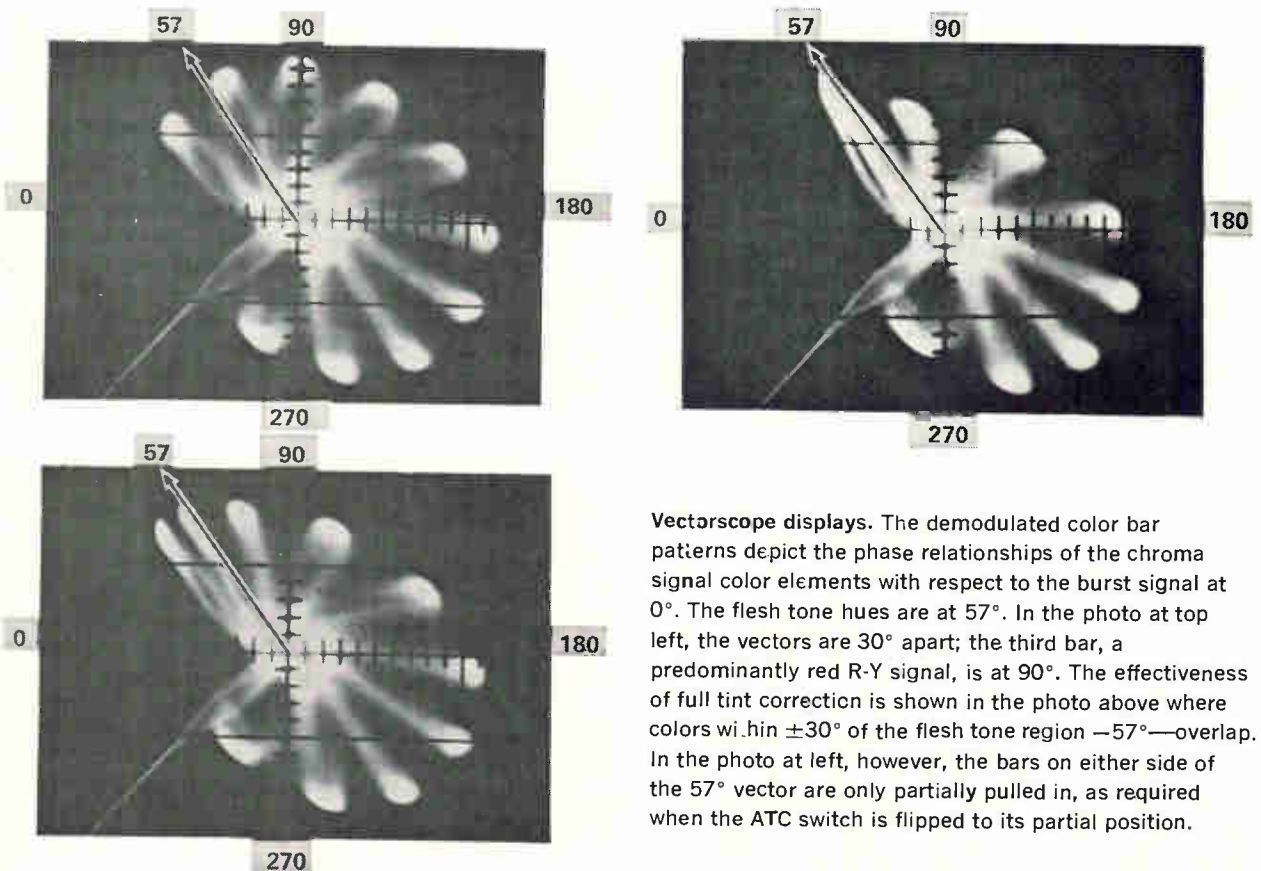 57
90
0
180
270
57
90
0
180
270
57
90
0
180
270
Vectorscope displays. The demodulated color bar
patterns depict the phase relationships of the chroma
signal color elements with respect to the burst signal at
0°. The flesh tone hues are at 57°. In the photo at top
left, the vectors are 30° apart; the third bar, a
predominantly red R-Y signal, is at 90°. The effectiveness
of full tint correction is shown in the photo above where
colors wi.hin ±30° of the flesh tone region —57°—overlap.
In the photo at left, however, the bars on either side of
the 57° vector are only partially pulled in, as required
when the ATC switch is flipped to its partial position.